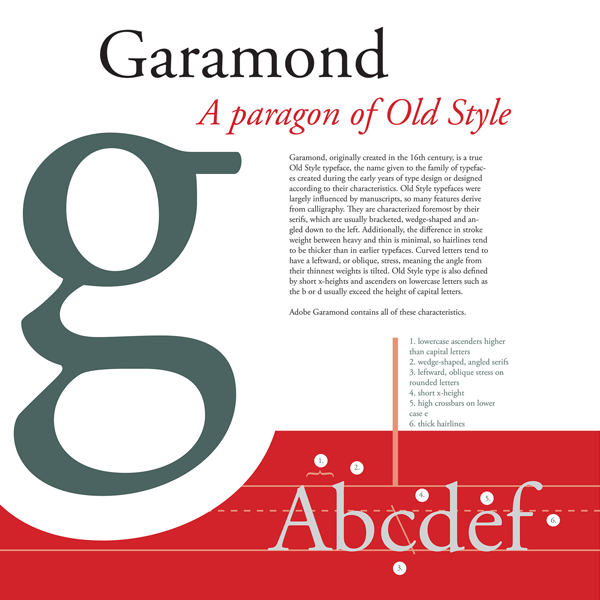 Garamond
A paragon of Old Style
g
Garamond, originally created in the 16th century, is a true
Old Style typeface, the name given to the family of typefac-
es created during the early years of type design or designed
according to their characteristics. Old Style typefaces were
largely influenced by manuscripts, so many features derive
from calligraphy. They are characterized foremost by their
serifs, which are usually bracketed, wedge-shaped and an-
gled down to the left. Additionally, the difference in stroke
weight between heavy and thin is minimal, so hairlines tend
to be thicker than in earlier typefaces. Curved letters tend to
have a leftward, or oblique, stress, meaning the angle from
their thinnest weights is tilted. Old Style type is also defined
by short x-heights and ascenders on lowercase letters such as
the b or d usually exceed the height of capital letters.
Adobe Garamond contains all of these characteristics.
1. lowercase ascenders higher
than capital letters
2. wedge-shaped, angled serifs
3. leftward, oblique stress on
rounded letters
4. short x-height
5. high crossbars on lower
case e
6. thick hairlines
1.
2.
4.
5.
6.
Abcdef
3.